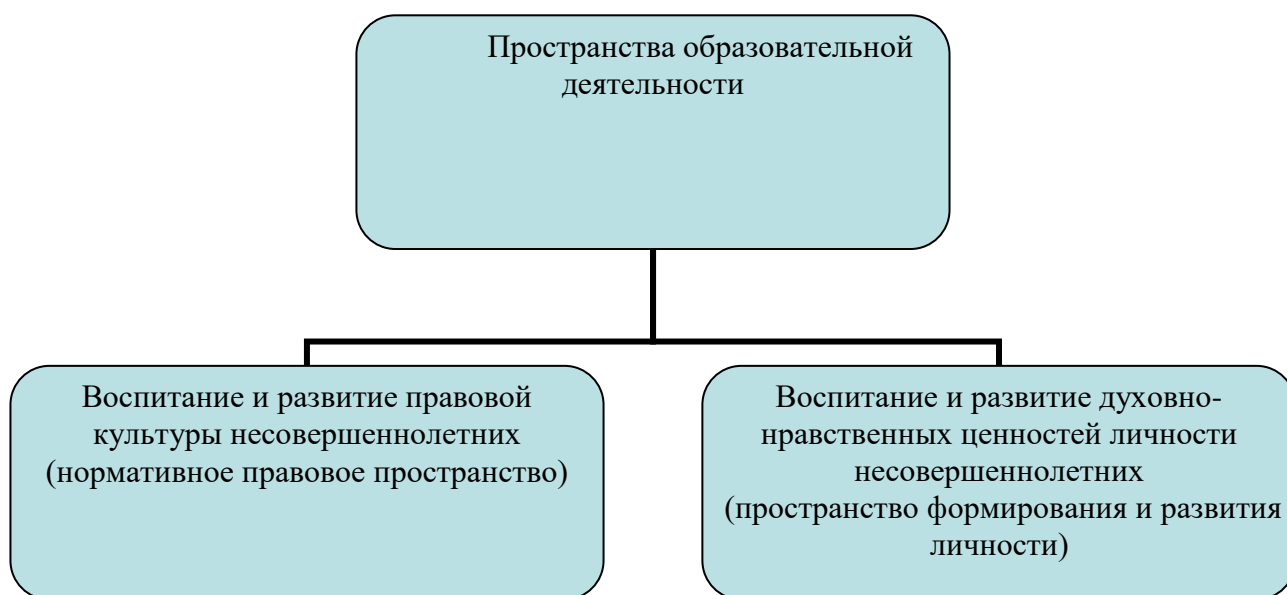 Пространства образовательной
деятельности
Воспитание и развитие правовой
культуры несовершеннолетних
(нормативное правовое пространство)
Воспитание и развитие духовно-
нравственных ценностей личности
несовершеннолетних
(пространство формирования и развития
личности)